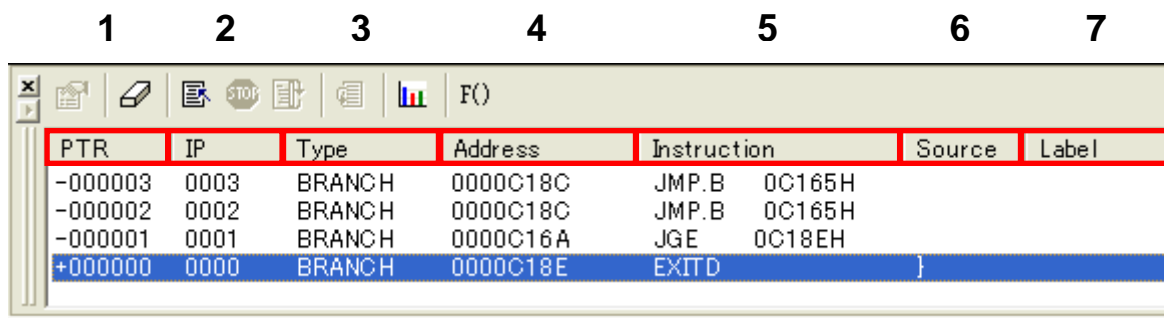 1 2 3 4 5 6 7
STOP F()
PTR IP Type Address Instruction Source Label
-000003 0003 BRANCH 0000C18C JMP.B 0C165H
-000002 0002 BRANCH 0000C18C JMP.B 0C165H
-000001 0001 BRANCH 0000C16A JGE 0C18EH
+000000 0000 BRANCH 0000C18E EXITD }